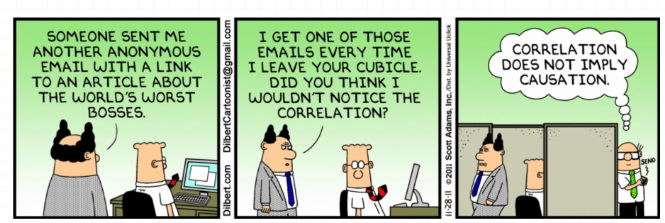 SOMEONE SENT ME
ANOTHER ANONYMOUS
EMAIL WITH A LINK
TO AN ARTICLE ABOUT
THE WORLD'S WORST
BOSSES.
Dilbert.com DilbertCartoonist@gmail.com
I GET ONE OF THOSE
EMAILS EVERY TIME
I LEAVE YOUR CUBICLE.
DID YOU THINK I
WOULDN'T NOTICE THE
CORRELATION?
11-28-11 ©2011 Scott Adams, Inc. /Dist. by Universal Uclick
CORRELATION
DOES NOT IMPLY
CAUSATION.
SEND